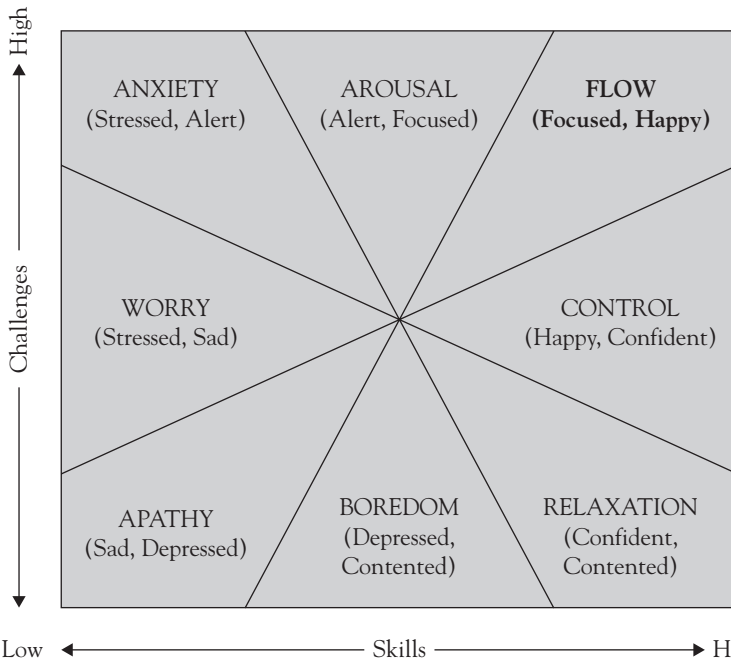 High
ANXIETY
(Stressed, Alert)
AROUSAL
(Alert, Focused)
FLOW
(Focused, Happy)
Challenges
WORRY
(Stressed, Sad)
CONTROL
(Happy, Confident)
APATHY
(Sad, Depressed)
BOREDOM
(Depressed,
Contented)
RELAXATION
(Confident,
Contented)
Low
Skills
H